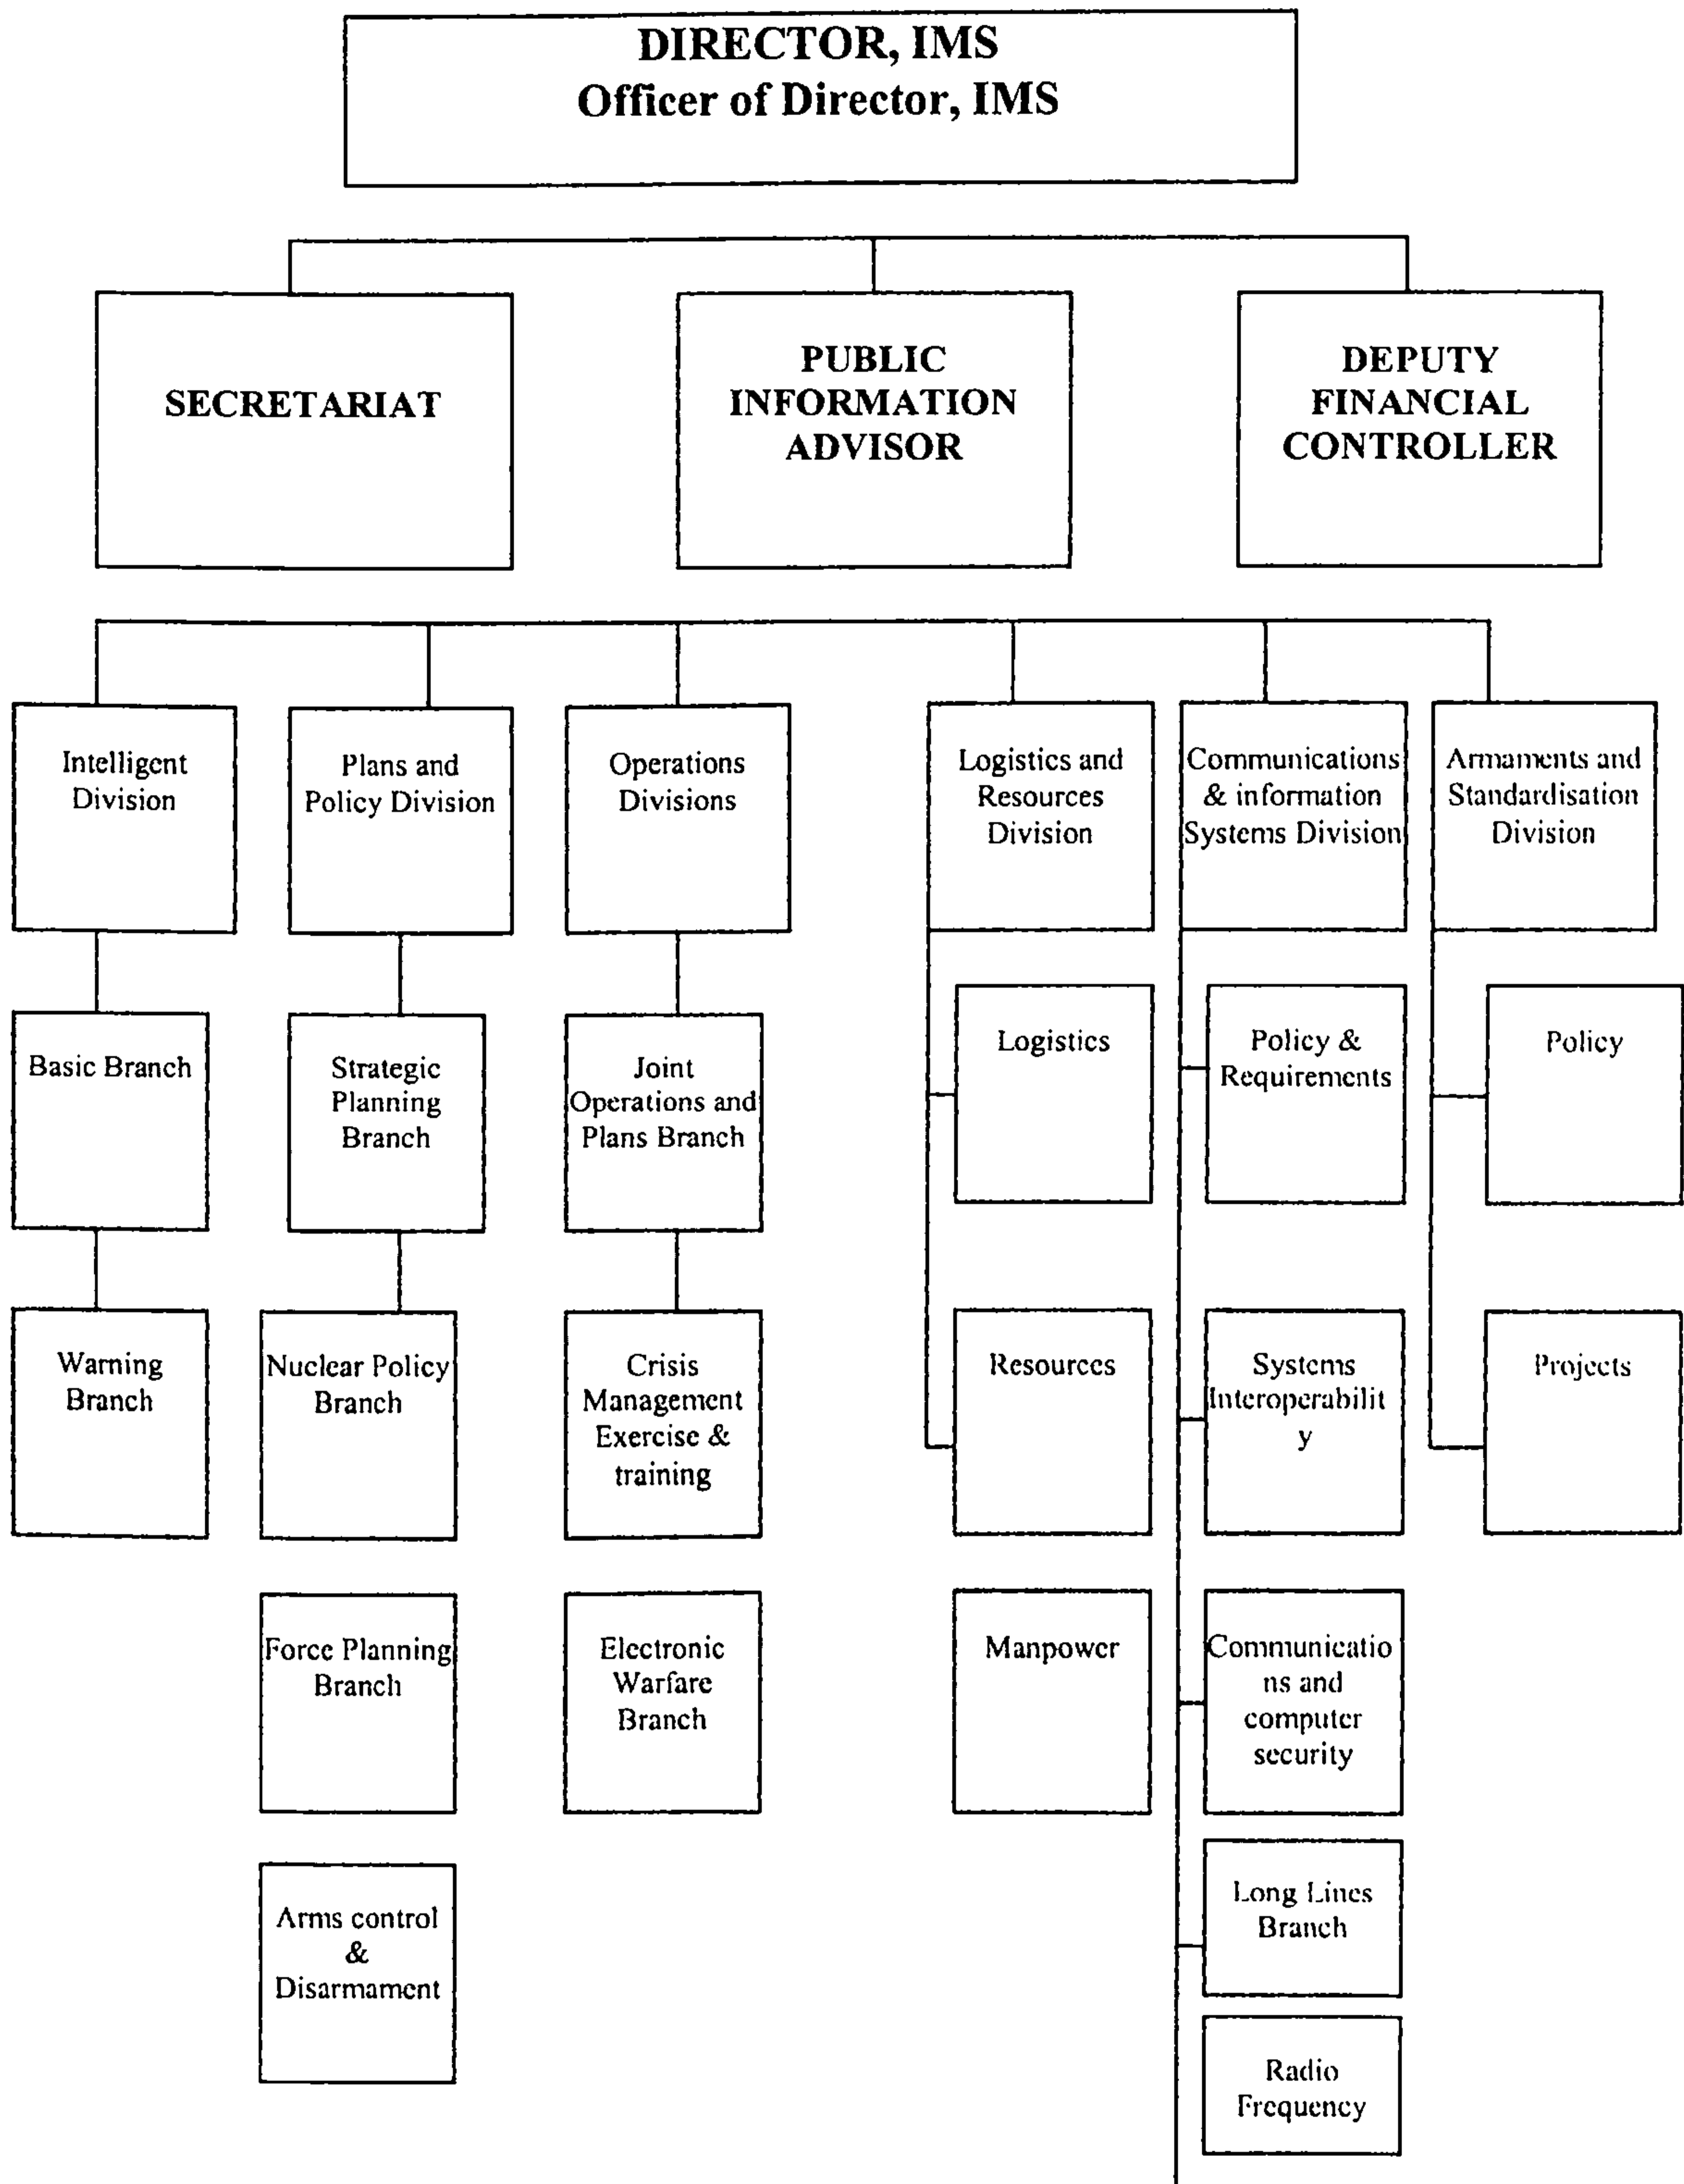 DIRECTOR, IMS
Officer of Director, IMS
SECRETARIAT
PUBLIC
INFORMATION
ADVISOR
DEPUTY
FINANCIAL
CONTROLLER
Intelligent
Division
Plans and
Policy Division
Operations
Divisions
Logistics and
Resources
Division
Communications
& information
Systems Division
Armaments and
Standardisation
Division
Basic Branch
Strategic
Planning
Branch
Joint
Operations and
Plans Branch
Logistics
Policy &
Requirements
Policy
Warning
Branch
Nuclear Policy
Branch
Crisis
Management
Exercise &
training
Resources
Systems
Interoperabilit
y
Projects
Force Planning
Branch
Electronic
Warfare
Branch
Manpower
Communicatio
ns and
computer
security
Arms control
&
Disarmament
Long Lines
Branch
Radio
Frequency